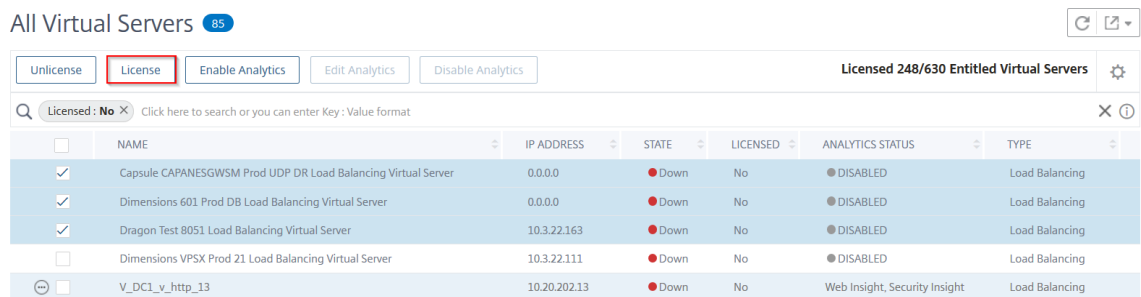 All Virtual Servers 85
Unlicense License Enable Analytics Edit Analytics Disable Analytics Licensed 248/630 Entitled Virtual Servers
Licensed : No × Click here to search or you can enter Key : Value format
NAME IP ADDRESS STATE LICENSED ANALYTICS STATUS TYPE
Capsule CAPANESGWSM Prod UDP DR Load Balancing Virtual Server 0.0.0.0 Down No DISABLED Load Balancing
Dimensions 601 Prod DB Load Balancing Virtual Server 0.0.0.0 Down No DISABLED Load Balancing
Dragon Test 8051 Load Balancing Virtual Server 10.3.22.163 Down No DISABLED Load Balancing
Dimensions VPSX Prod 21 Load Balancing Virtual Server 10.3.22.111 Down No DISABLED Load Balancing
V_DC1_v_http_13 10.20.202.13 Down No Web Insight, Security Insight Load Balancing